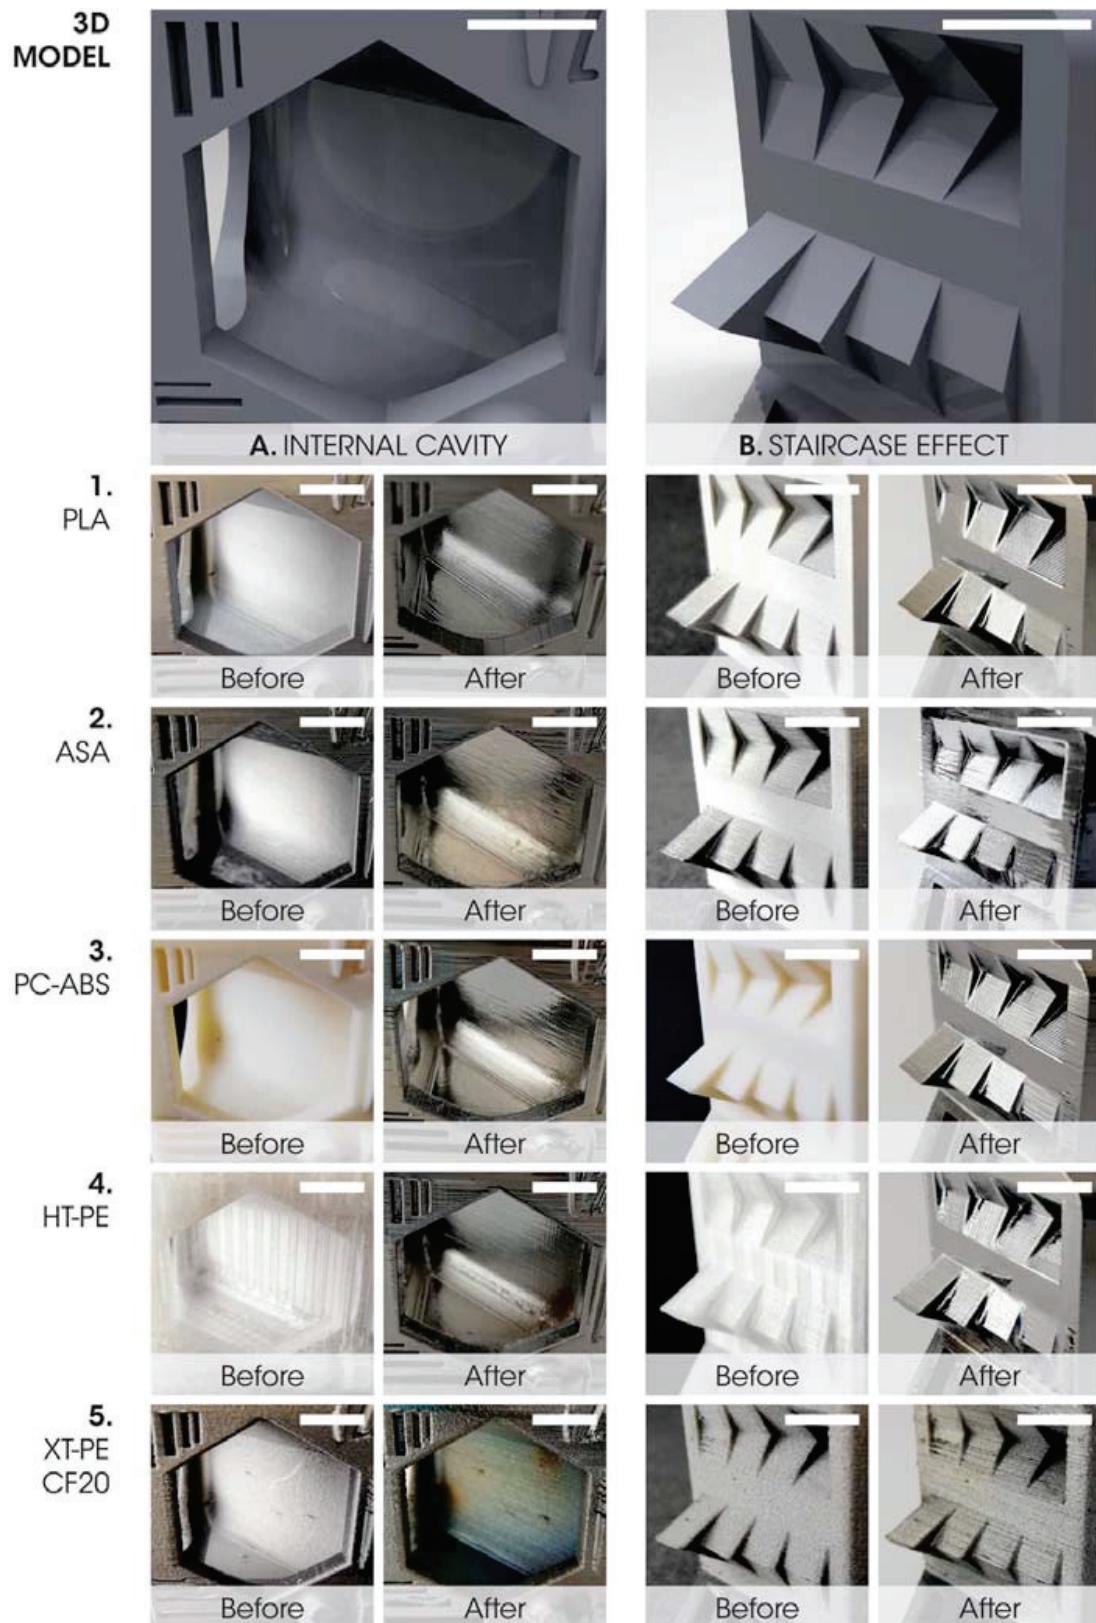 3D
MODEL
A. INTERNAL CAVITY
B. STAIRCASE EFFECT
1.
PLA
Before
After
Before
After
2.
ASA
Before
After
Before
After
3.
PC-ABS
Before
After
Before
After
4.
HT-PE
Before
After
Before
After
5.
XT-PE
CF20
Before
After
Before
After